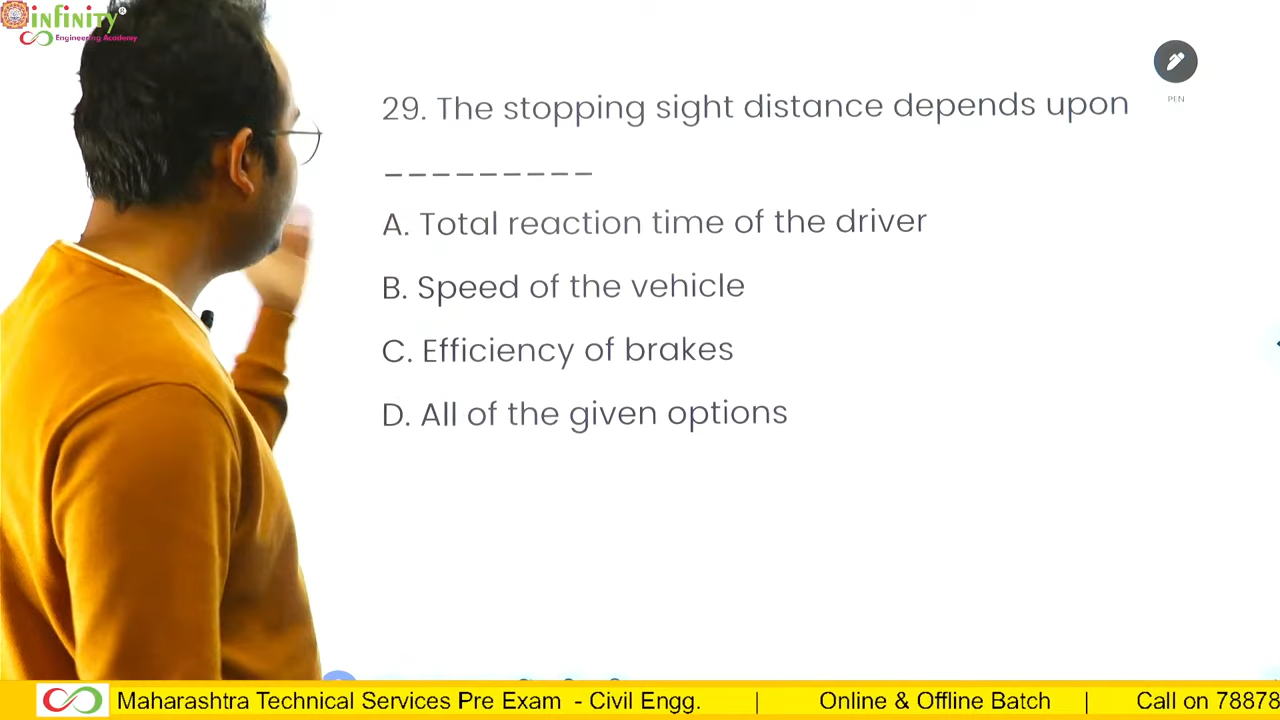 infinity®
Engineering Academy
PEN
29. The stopping sight distance depends upon
_________
A. Total reaction time of the driver
B. Speed of the vehicle
C. Efficiency of brakes
D. All of the given options
Maharashtra Technical Services Pre Exam - Civil Engg. | Online & Offline Batch | Call on 78878